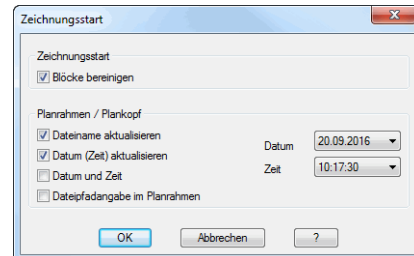 Zeichnungsstart
Zeichnungsstart
Blöcke bereinigen
Planrahmen / Plankopf
Dateiname aktualisieren
Datum (Zeit) aktualisieren
Datum 20.09.2016
Datum und Zeit
Zeit 10:17:30
Dateipfadangabe im Planrahmen
OK Abbrechen ?